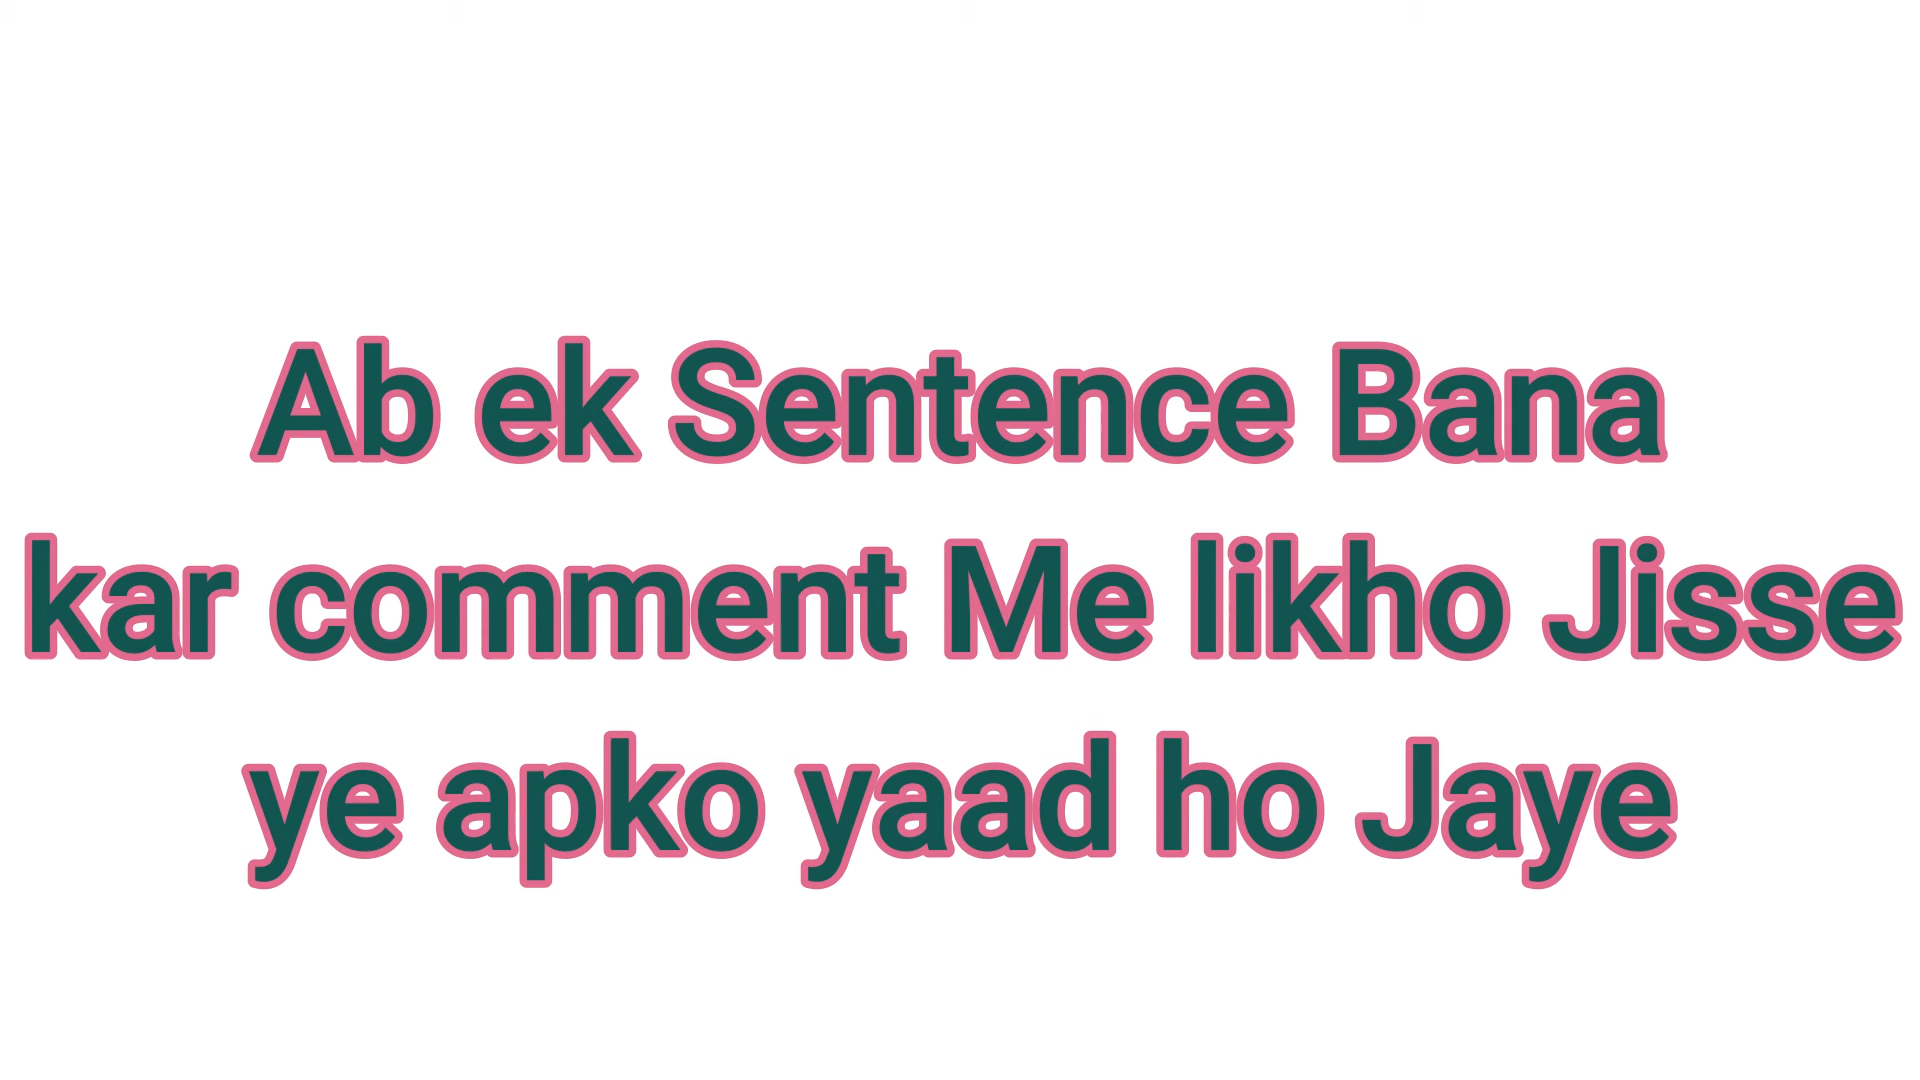 Ab ek Sentence Bana
kar comment Me likho Jisse
ye apko yaad ho Jaye